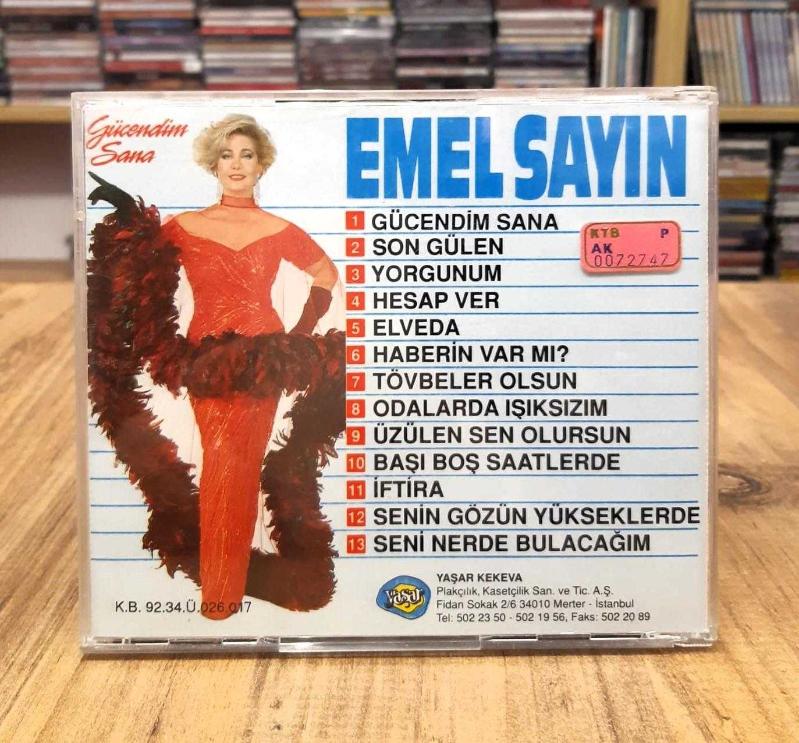 Gücendim
Sana
EMEL SAYIN
1 GÜCENDİM SANA
2 SON GÜLEN
3 YORGUNUM
4 HESAP VER
5 ELVEDA
6 HABERİN VAR MI?
7 TÖVBELER OLSUN
8 ODALARDA IŞIKSIZIM
9 ÜZÜLEN SEN OLURSUN
10 BAŞI BOŞ SAATLERDE
11 İFTİRA
12 SENİN GÖZÜN YÜKSEKLERDE
13 SENİ NERDE BULACAĞIM
KTB P
AK
0072747
K.B. 92.34.Ü.026.017
Yaşar
YAŞAR KEKEVA
Plakçılık, Kasetçilik San. ve Tic. A.Ş.
Fidan Sokak 2/6 34010 Merter - İstanbul
Tel: 502 23 50 - 502 19 56, Faks: 502 20 89